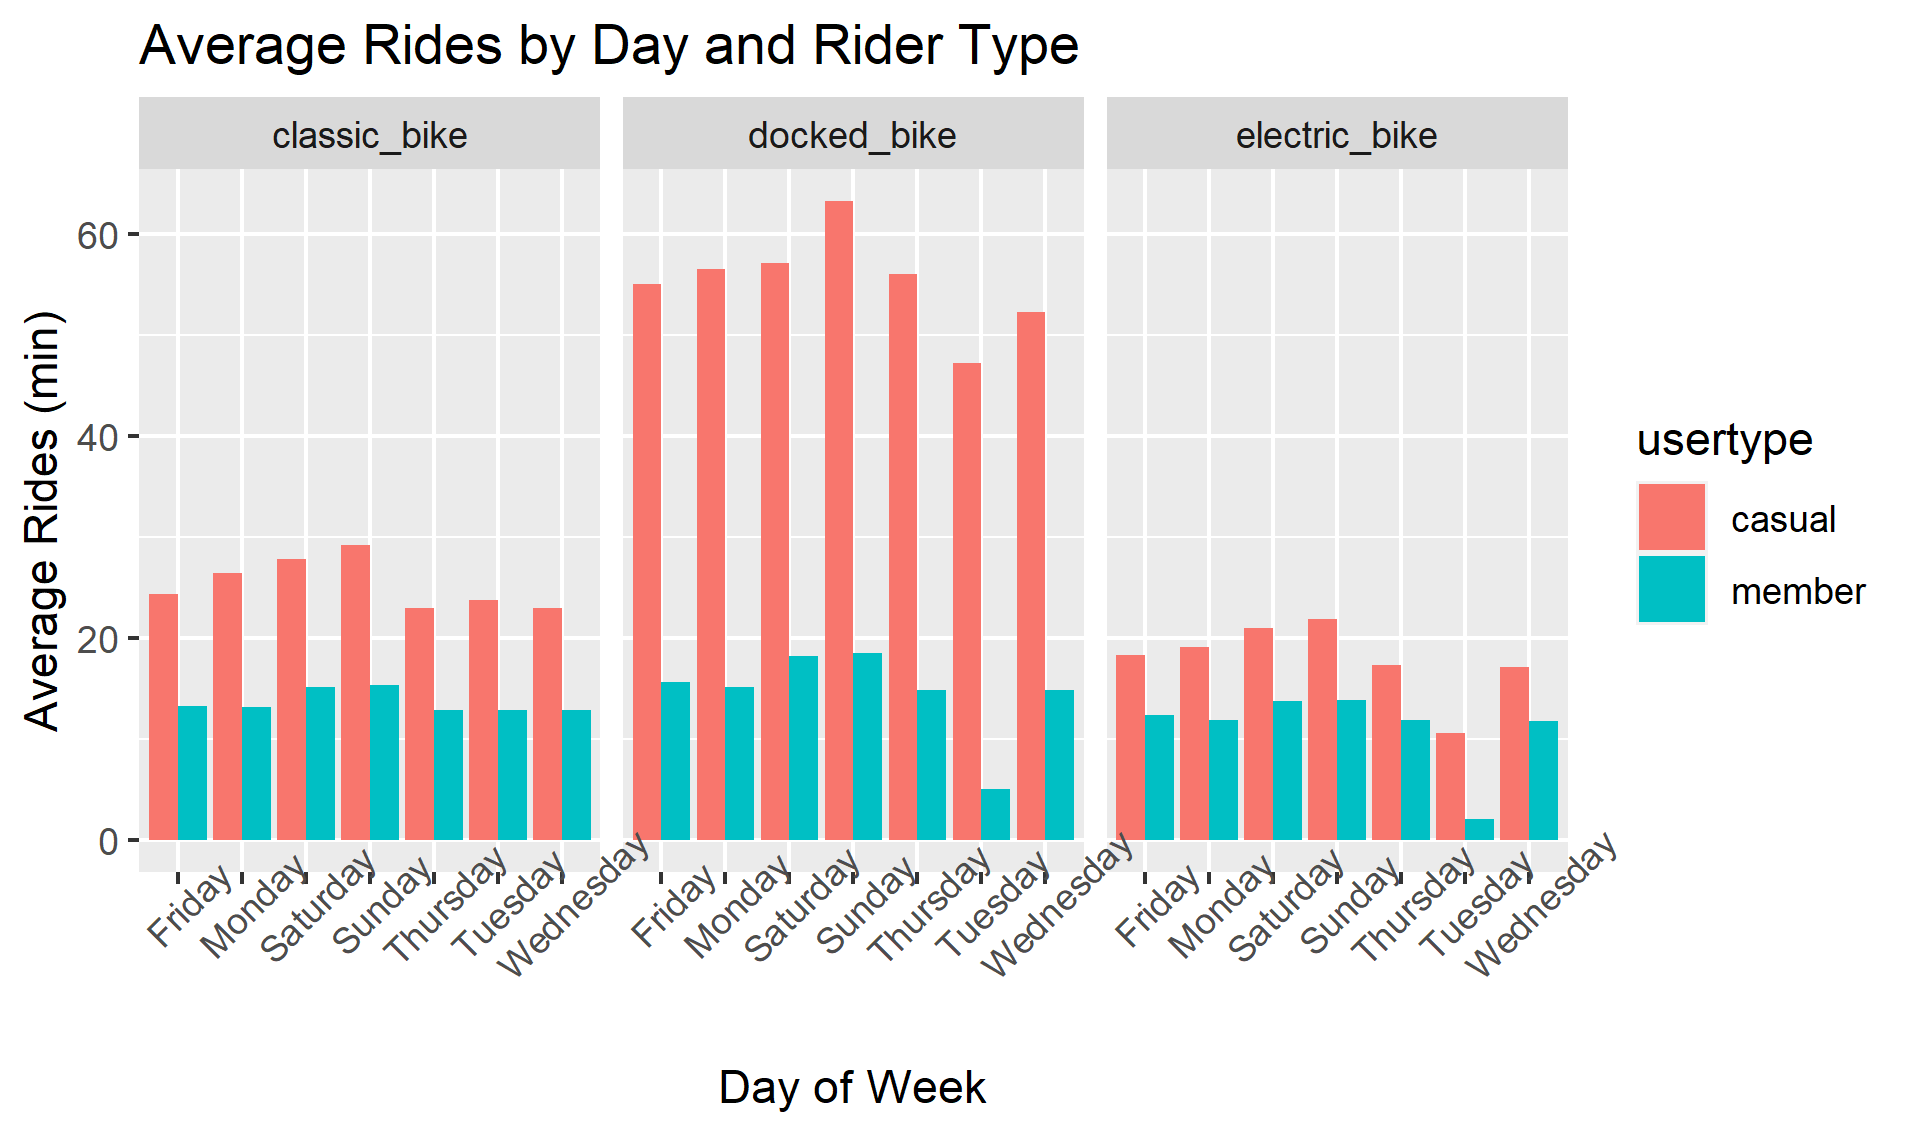 Average Rides by Day and Rider Type
classic_bike
docked_bike
electric_bike
Average Rides (min)
60
40
20
0
Friday
Monday
Saturday
Sunday
Thursday
Tuesday
Wednesday
Friday
Monday
Saturday
Sunday
Thursday
Tuesday
Wednesday
Friday
Monday
Saturday
Sunday
Thursday
Tuesday
Wednesday
Day of Week
usertype
casual
member